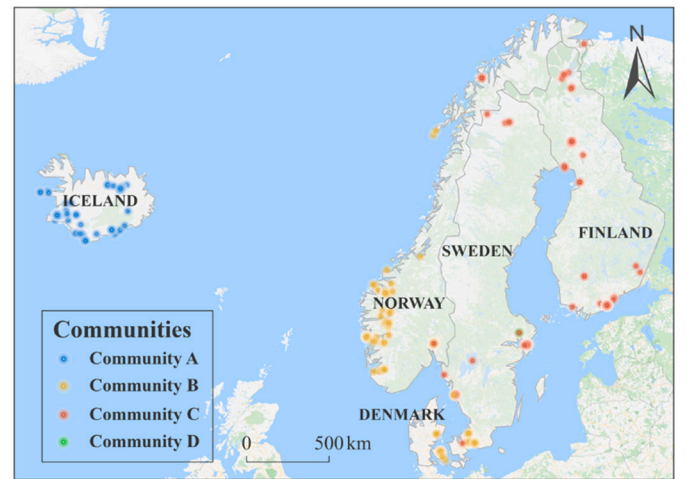 N
ICELAND
FINLAND
SWEDEN
NORWAY
DENMARK
Communities
Community A
Community B
Community C
Community D
0 500 km